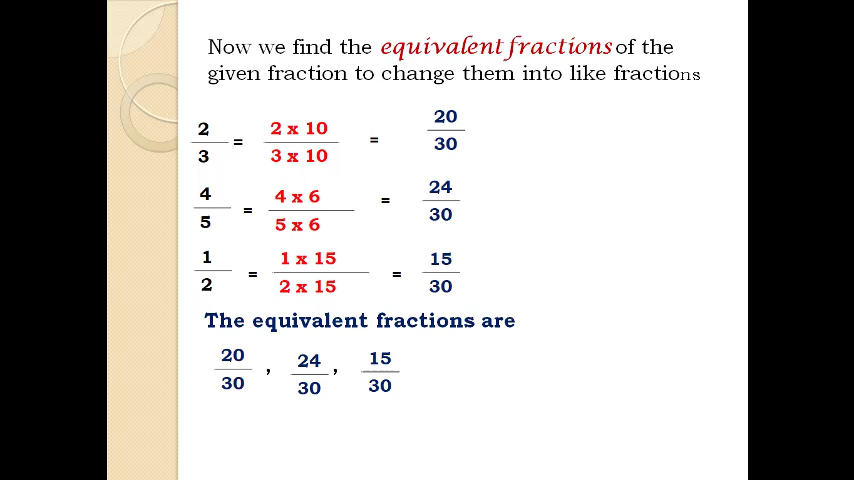 Now we find the equivalent fractions of the
given fraction to change them into like fractions
2/3 = 2 x 10/3 x 10 = 20/30
4/5 = 4 x 6/5 x 6 = 24/30
1/2 = 1 x 15/2 x 15 = 15/30
The equivalent fractions are
20/30 , 24/30 , 15/30